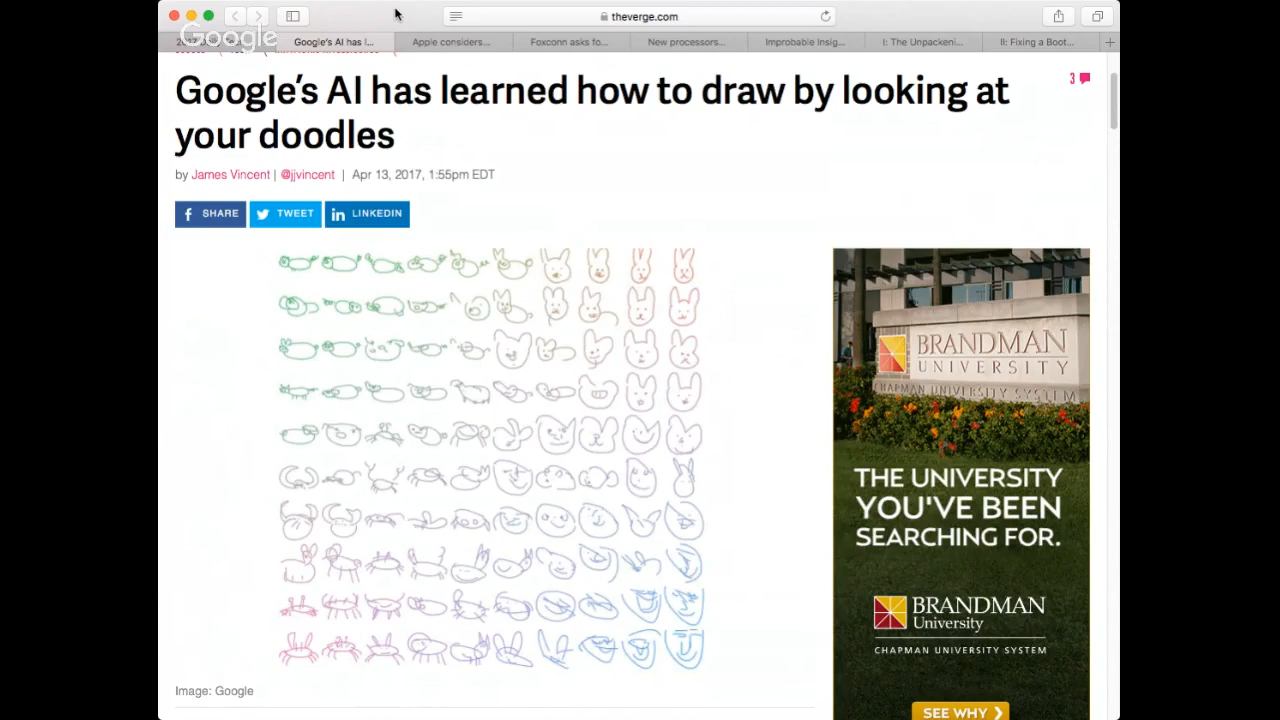 theverge.com
Google
Google's AI has l...
Apple considers...
Foxconn asks fo...
New processors...
Improbable Insig...
I: The Unpackeni...
II: Fixing a Boot...
Google's AI has learned how to draw by looking at
your doodles
3
by James Vincent | @jjvincent | Apr 13, 2017, 1:55pm EDT
SHARE
TWEET
LINKEDIN
BRANDMAN
UNIVERSITY
CHAPMAN UNIVERSITY SYSTEM
THE UNIVERSITY
YOU'VE BEEN
SEARCHING FOR.
BRANDMAN
University
CHAPMAN UNIVERSITY SYSTEM
SEE WHY
Image: Google